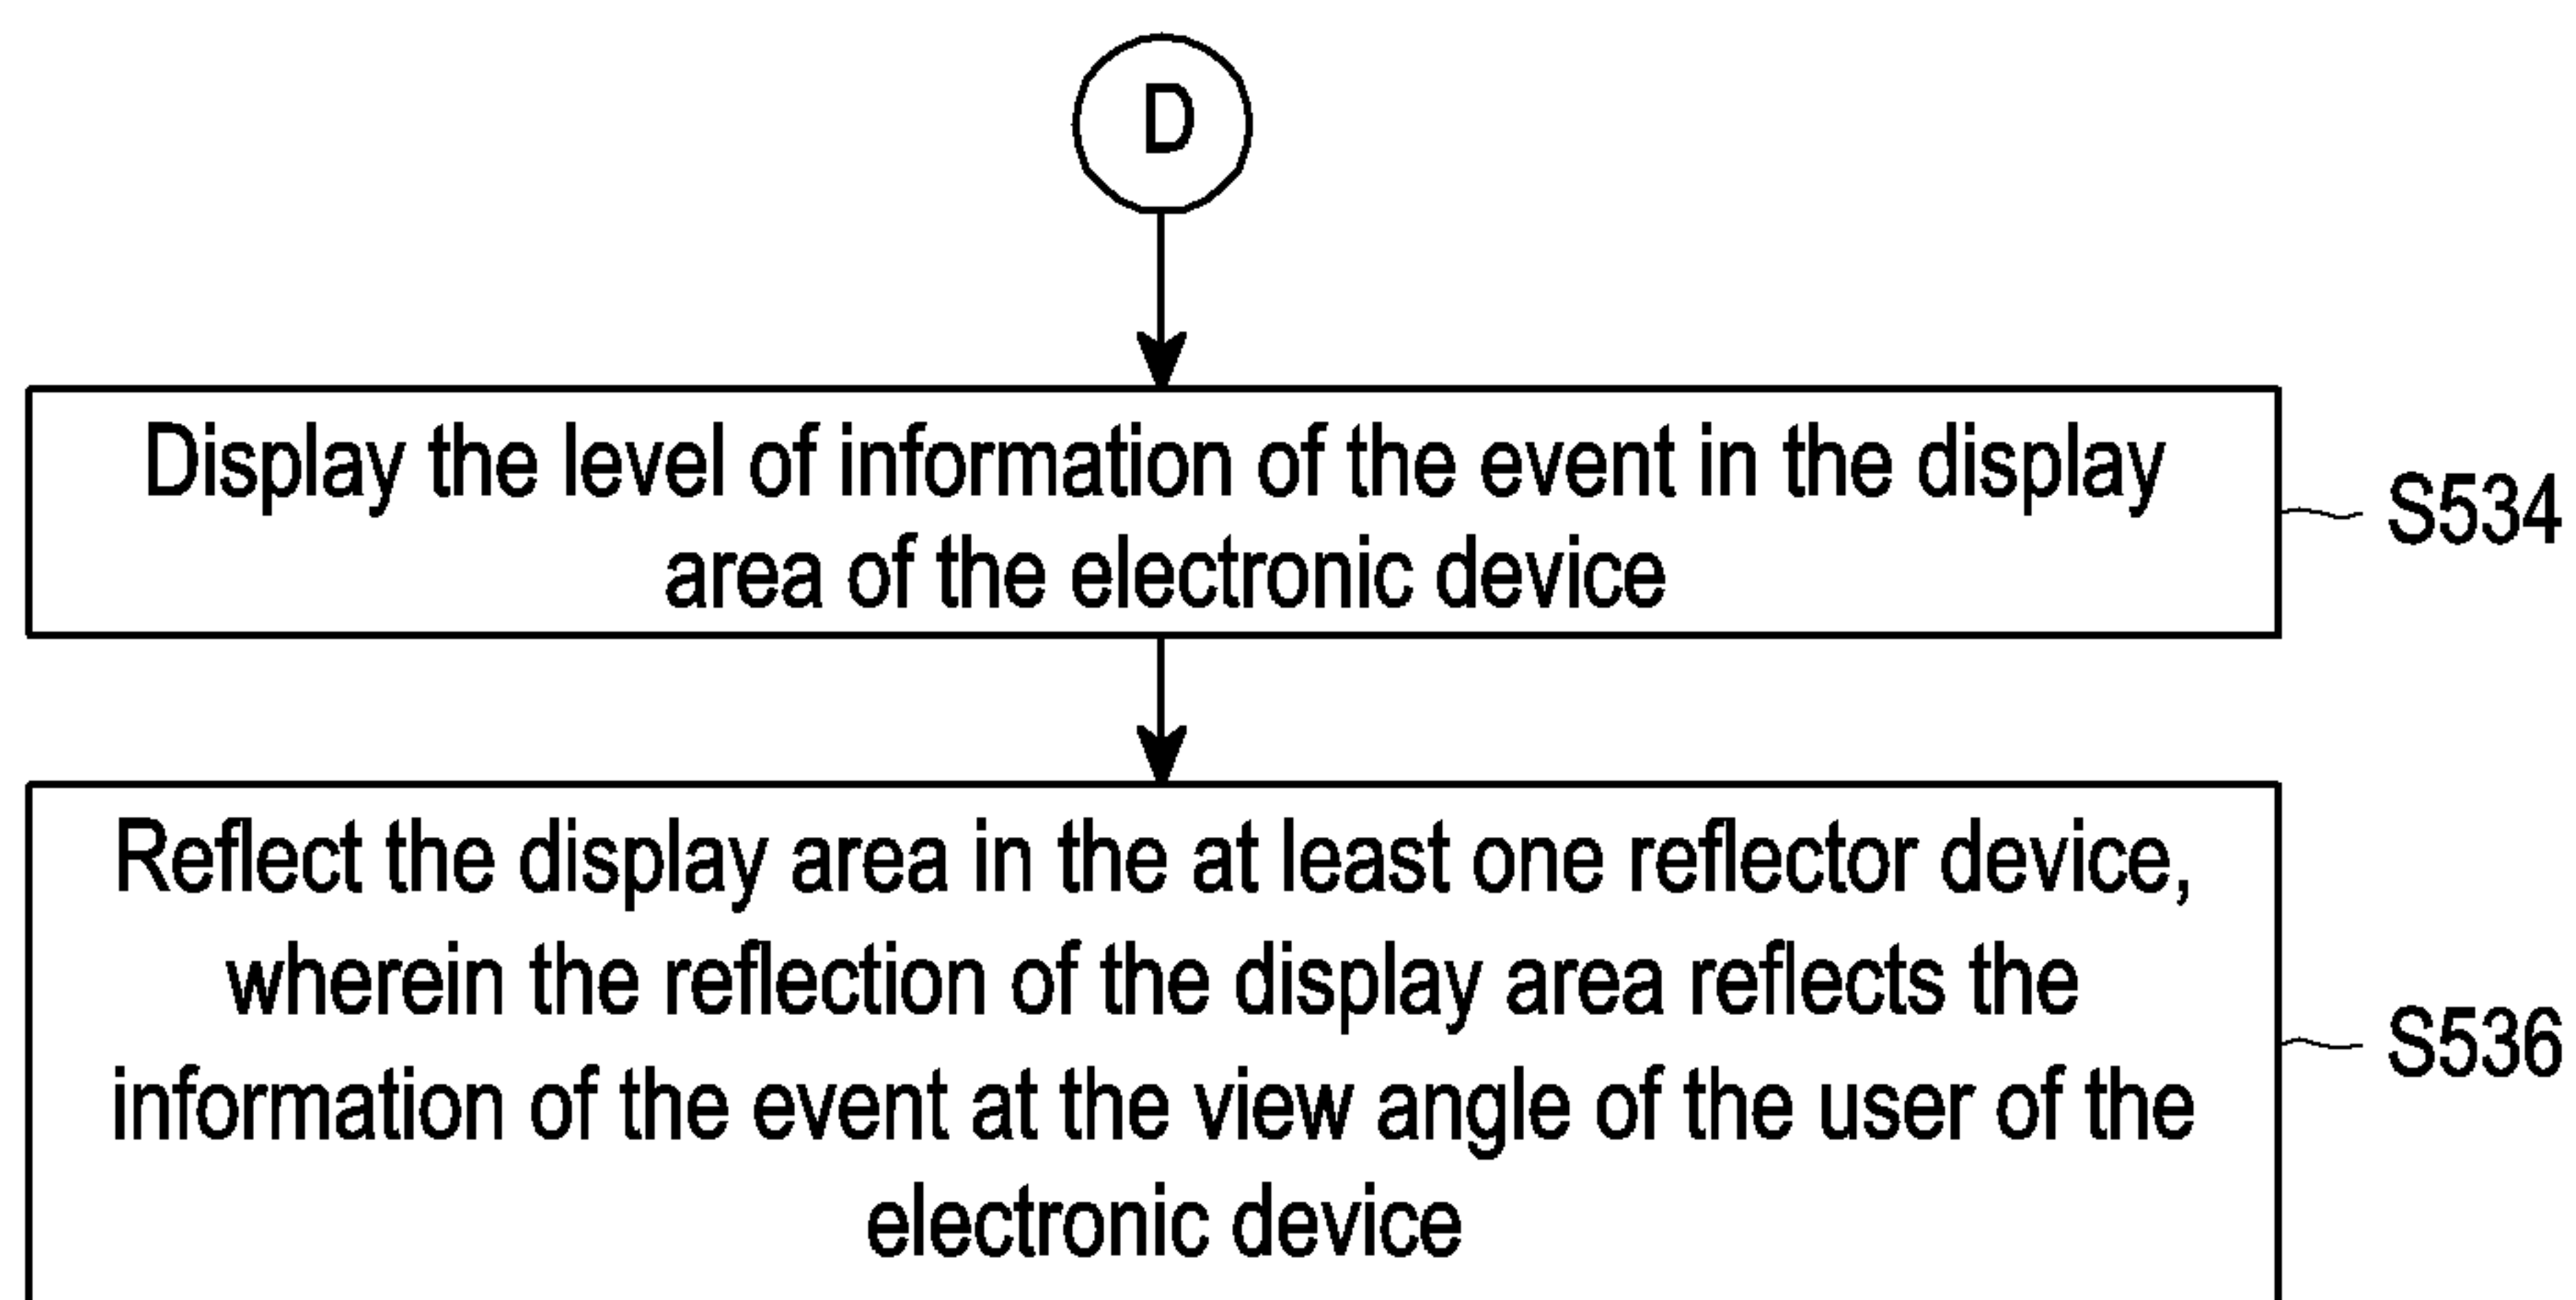 D
Display the level of information of the event in the display
area of the electronic device
S534
Reflect the display area in the at least one reflector device,
wherein the reflection of the display area reflects the
information of the event at the view angle of the user of the
electronic device
S536